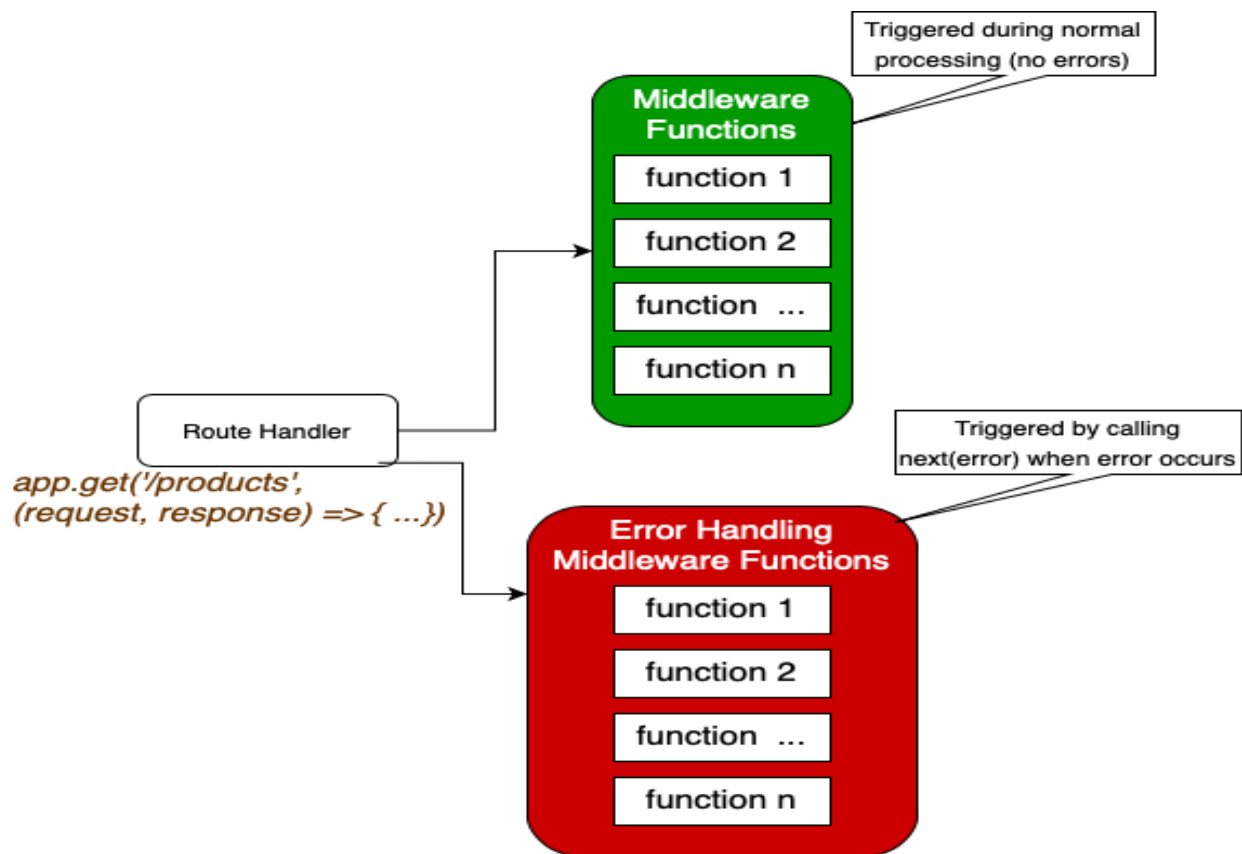 Triggered during normal
processing (no errors)
Middleware
Functions
function 1
function 2
function  ...
function n
Route Handler
app.get('/products',
(request, response) => { ...})
Triggered by calling
next(error) when error occurs
Error Handling
Middleware Functions
function 1
function 2
function  ...
function n